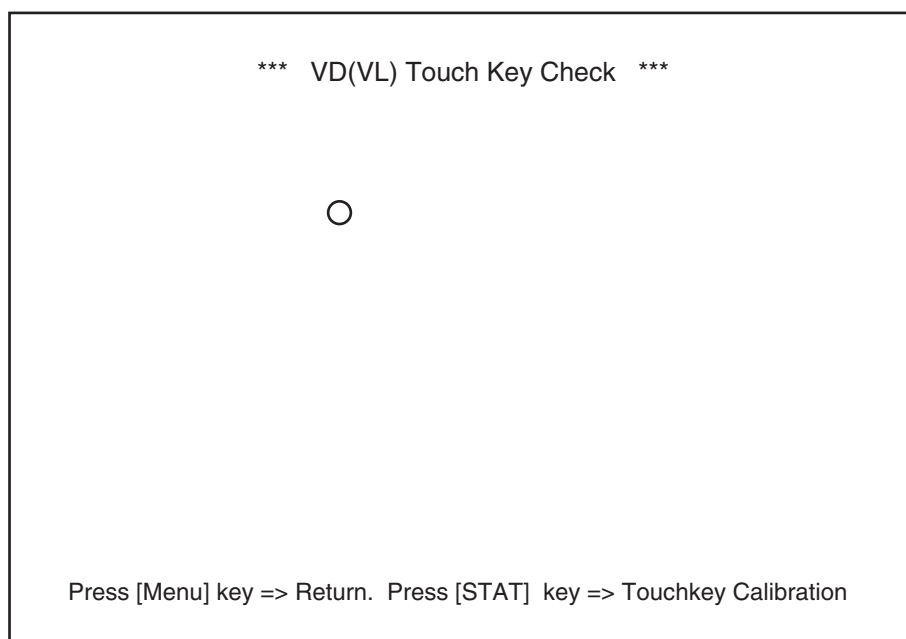 *** VD(VL) Touch Key Check ***
Press [Menu] key => Return. Press [STAT] key => Touchkey Calibration